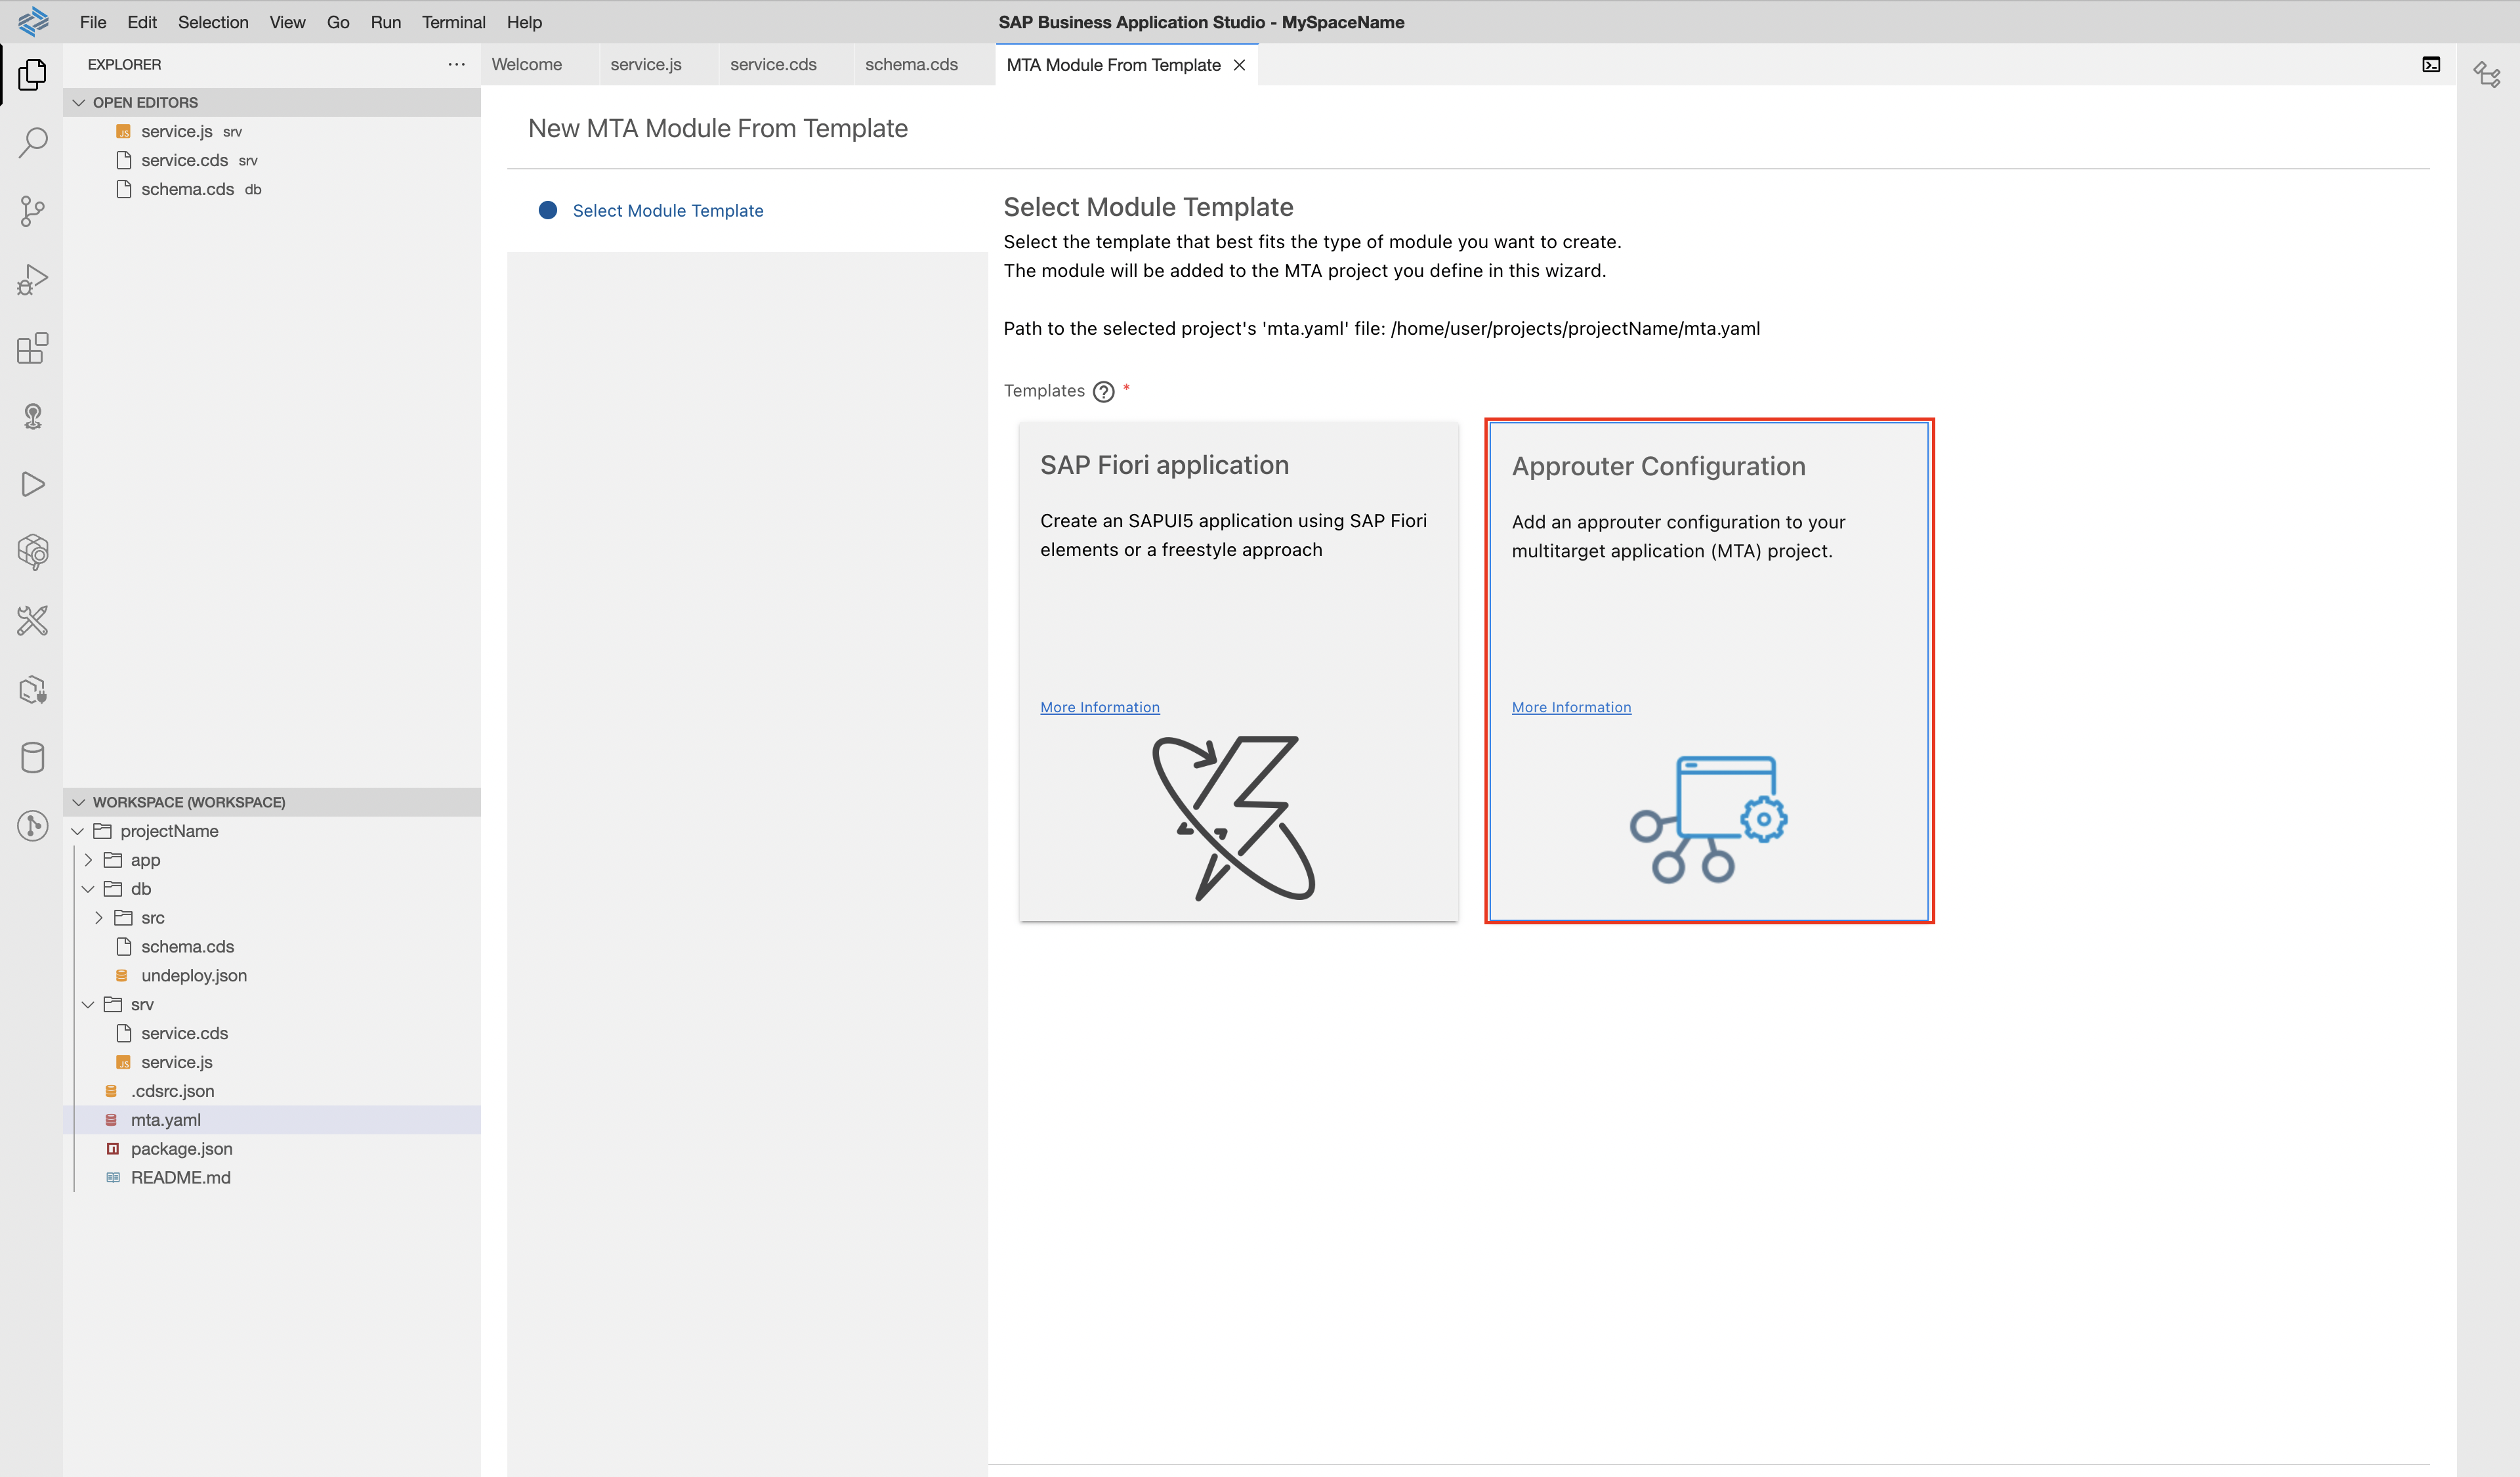 File Edit Selection View Go Run Terminal Help
SAP Business Application Studio - MySpaceName
EXPLORER
Welcome
service.js
service.cds
schema.cds
MTA Module From Template
OPEN EDITORS
service.js srv
service.cds srv
schema.cds db
WORKSPACE (WORKSPACE)
projectName
app
db
src
schema.cds
undeploy.json
srv
service.cds
service.js
.cdsrc.json
mta.yaml
package.json
README.md
New MTA Module From Template
Select Module Template
Select Module Template
Select the template that best fits the type of module you want to create.
The module will be added to the MTA project you define in this wizard.
Path to the selected project's 'mta.yaml' file: /home/user/projects/projectName/mta.yaml
Templates ? *
SAP Fiori application
Create an SAPUI5 application using SAP Fiori
elements or a freestyle approach
More Information
Approuter Configuration
Add an approuter configuration to your
multitarget application (MTA) project.
More Information